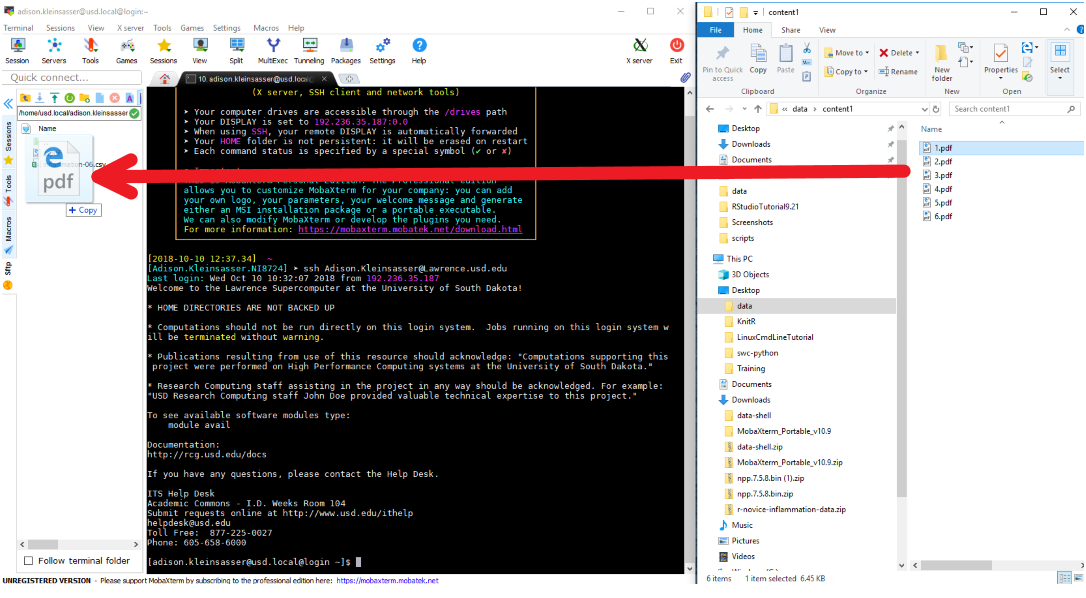 adison.kleinsasser@usd.local@login:~
Terminal Sessions View X server Tools Games Settings Macros Help
Session Servers Tools Games Sessions View Split MultiExec Tunneling Packages Settings Help X server Exit
Quick connect...
10. adison.kleinsasser@usd.loca
/home/usd.local/adison.kleinsasser
Name
pdf
+ Copy
Sessions
Tools
Macros
Sftp
(X server, SSH client and network tools)
➤ Your computer drives are accessible through the /drives path
➤ Your DISPLAY is set to 192.236.35.187:0.0
➤ When using SSH, your remote DISPLAY is automatically forwarded
➤ Your HOME folder is not persistent: it will be erased on restart
➤ Each command status is specified by a special symbol (✔ or ✘)
allows you to customize MobaXterm for your company: you can add
your own logo, your parameters, your welcome message and generate
either an MSI installation package or a portable executable.
We can also modify MobaXterm or develop the plugins you need.
For more information: https://mobaxterm.mobatek.net/download.html
[2018-10-10 12:37.34] ~
[Adison.Kleinsasser.NI8724] ➤ ssh Adison.Kleinsasser@Lawrence.usd.edu
Last login: Wed Oct 10 10:32:07 2018 from 192.236.35.187
Welcome to the Lawrence Supercomputer at the University of South Dakota!
* HOME DIRECTORIES ARE NOT BACKED UP
* Computations should not be run directly on this login system. Jobs running on this login system w
ill be terminated without warning.
* Publications resulting from use of this resource should acknowledge: "Computations supporting this
project were performed on High Performance Computing systems at the University of South Dakota."
* Research Computing staff assisting in the project in any way should be acknowledged. For example:
"USD Research Computing staff John Doe provided valuable technical expertise to this project."
To see available software modules type:
module avail
Documentation:
http://rcg.usd.edu/docs
If you have any questions, please contact the Help Desk.
ITS Help Desk
Academic Commons - I.D. Weeks Room 104
Submit requests online at http://www.usd.edu/ithelp
helpdesk@usd.edu
Toll Free: 877-225-0027
Phone: 605-658-6000
[adison.kleinsasser@usd.local@login ~]$
Follow terminal folder
UNREGISTERED VERSION - Please support MobaXterm by subscribing to the professional edition here: https://mobaxterm.mobatek.net
content1
File Home Share View
Pin to Quick access
Copy
Paste
Move to
Copy to
Delete
Rename
New folder
Properties
Select
Clipboard Organize New Open
data > content1
Search content1
Desktop
Downloads
Documents
data
RStudioTutorial9.21
Screenshots
scripts
This PC
3D Objects
Desktop
data
KnitR
LinuxCmdLineTutorial
swc-python
Training
Documents
Downloads
data-shell
MobaXterm_Portable_v10.9
data-shell.zip
MobaXterm_Portable_v10.9.zip
npp.7.5.8.bin (1).zip
npp.7.5.8.bin.zip
r-novice-inflammation-data.zip
Music
Pictures
Videos
Name
1.pdf
2.pdf
3.pdf
4.pdf
5.pdf
6.pdf
6 items 1 item selected 6.45 KB